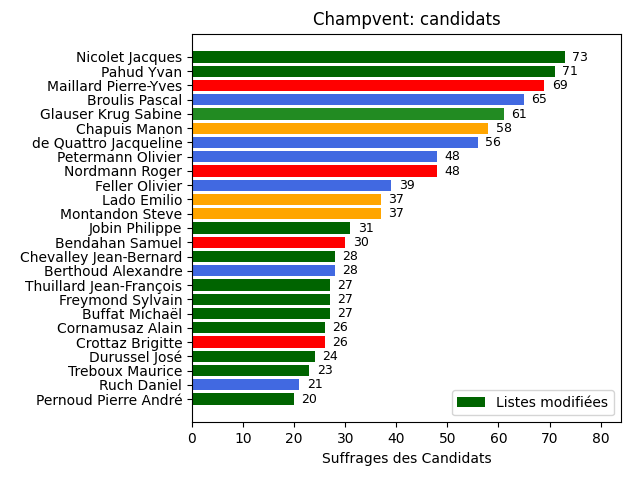 Champvent: candidats
Nicolet Jacques 73
Pahud Yvan 71
Maillard Pierre-Yves 69
Broulis Pascal 65
Glauser Krug Sabine 61
Chapuis Manon 58
de Quattro Jacqueline 56
Petermann Olivier 48
Nordmann Roger 48
Feller Olivier 39
Lado Emilio 37
Montandon Steve 37
Jobin Philippe 31
Bendahan Samuel 30
Chevalley Jean-Bernard 28
Berthoud Alexandre 28
Thuillard Jean-François 27
Freymond Sylvain 27
Buffat Michaël 27
Cornamusaz Alain 26
Crottaz Brigitte 26
Durussel José 24
Treboux Maurice 23
Ruch Daniel 21
Pernoud Pierre André 20
Listes modifiées
0 10 20 30 40 50 60 70 80
Suffrages des Candidats